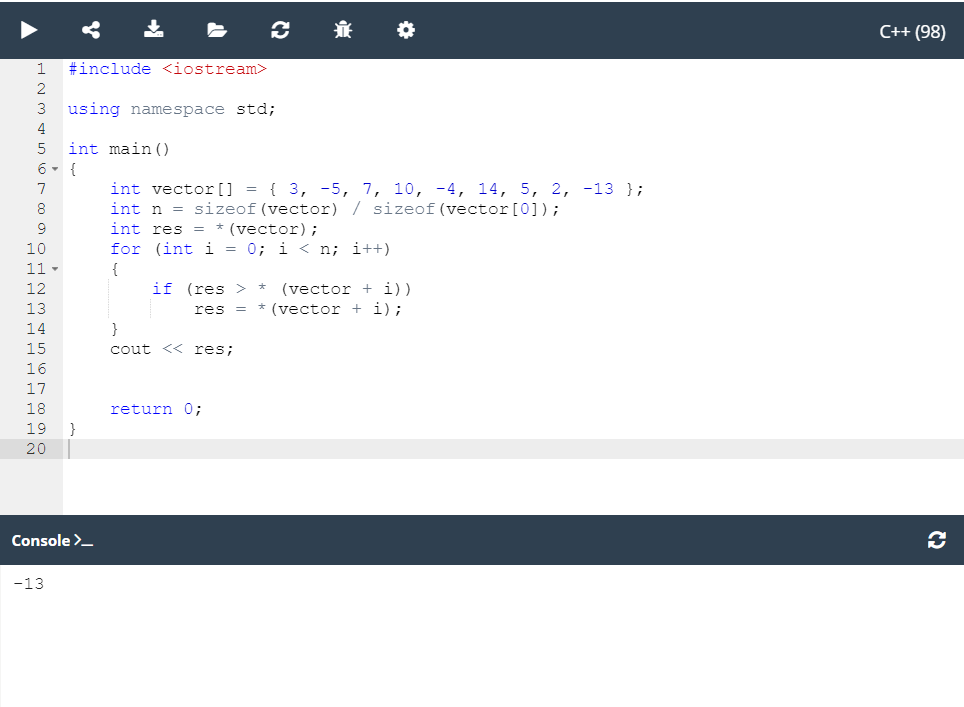 C++ (98)
1 #include <iostream>
2
3 using namespace std;
4
5 int main()
6 {
7 int vector[] = { 3, -5, 7, 10, -4, 14, 5, 2, -13 };
8 int n = sizeof(vector) / sizeof(vector[0]);
9 int res = *(vector);
10 for (int i = 0; i < n; i++)
11 {
12 if (res > * (vector + i))
13 res = *(vector + i);
14 }
15 cout << res;
16
17
18 return 0;
19 }
20
Console >_
-13